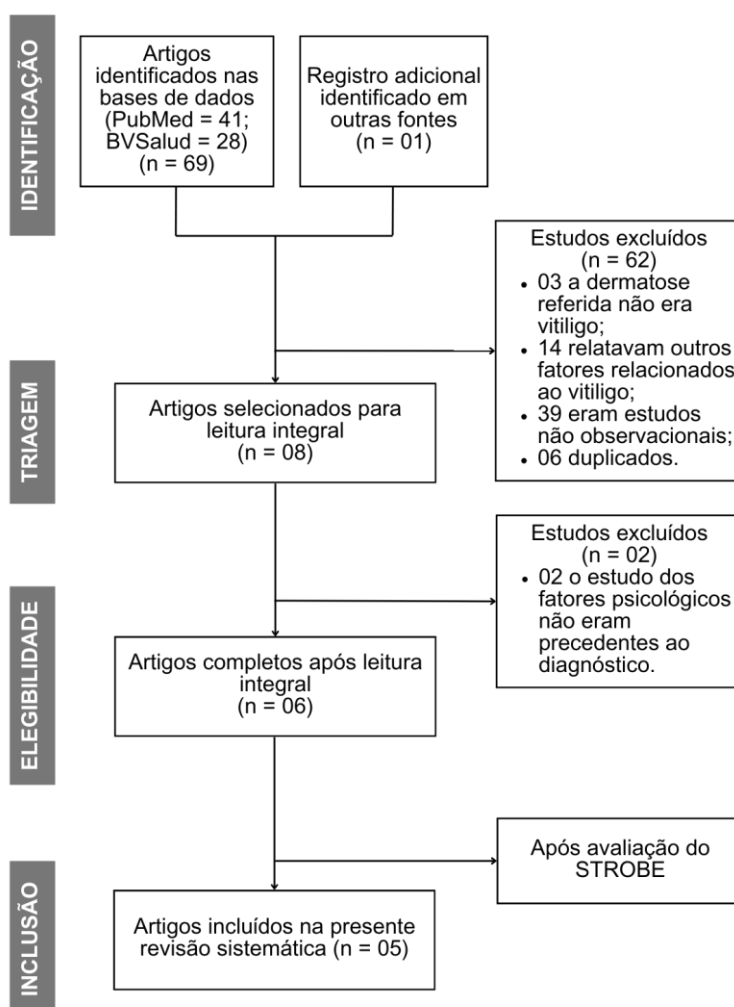 IDENTIFICAÇÃO
Artigos
identificados nas
bases de dados
(PubMed = 41;
BVSalud = 28)
(n = 69)
Registro adicional
identificado em
outras fontes
(n = 01)
Estudos excluídos
(n = 62)
• 03 a dermatose
referida não era
vitiligo;
• 14 relatavam outros
fatores relacionados
ao vitiligo;
• 39 eram estudos
não observacionais;
• 06 duplicados.
TRIAGEM
Artigos selecionados para
leitura integral
(n = 08)
Estudos excluídos
(n = 02)
• 02 o estudo dos
fatores psicológicos
não eram
precedentes ao
diagnóstico.
ELEGIBILIDADE
Artigos completos após leitura
integral
(n = 06)
Após avaliação do
STROBE
INCLUSÃO
Artigos incluídos na presente
revisão sistemática (n = 05)